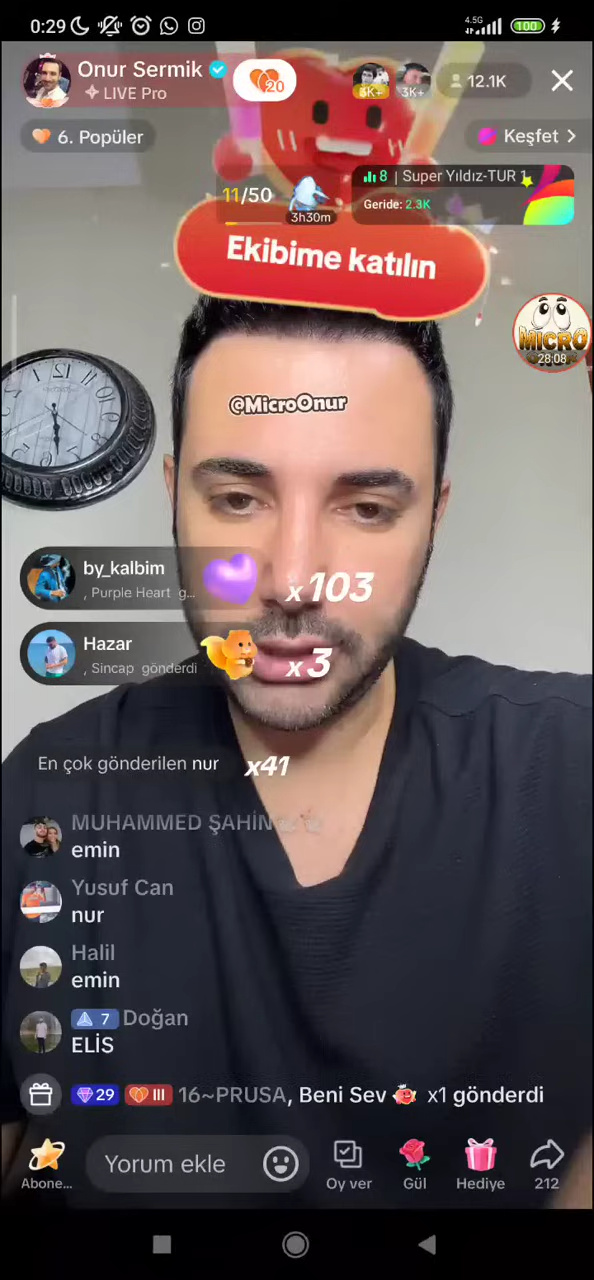 0:29
4.5G
100
Onur Sermik
LIVE Pro
20
3K+
3K+
12.1K
6. Popüler
Keşfet
11/50
3h30m
8 | Super Yıldız-TUR 1
Geride: 2.3K
Ekibime katılın
MICRO
28:08
@MicroOnur
by_kalbim
, Purple Heart g...
x103
Hazar
, Sincap gönderdi
x3
En çok gönderilen nur
x41
MUHAMMED ŞAHİN
emin
Yusuf Can
nur
Halil
emin
7 Doğan
ELİS
29 III 16~PRUSA, Beni Sev x1 gönderdi
Abone...
Yorum ekle
Oy ver
Gül
Hediye
212